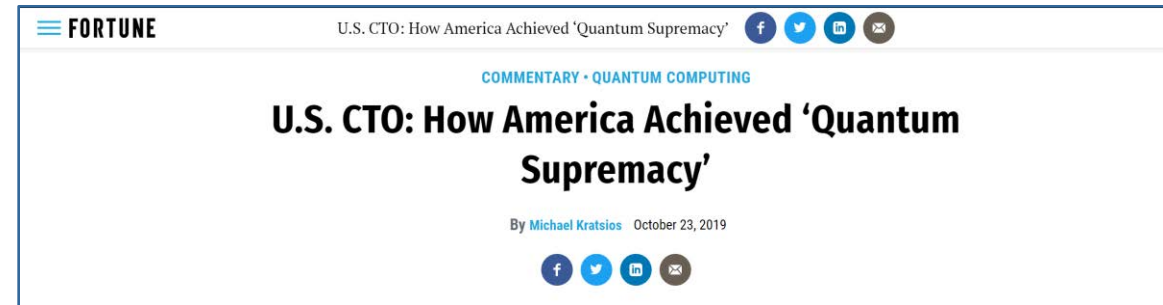 FORTUNE
U.S. CTO: How America Achieved ‘Quantum Supremacy’
COMMENTARY • QUANTUM COMPUTING
U.S. CTO: How America Achieved ‘Quantum
Supremacy’
By Michael Kratsios October 23, 2019